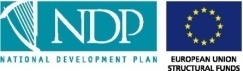 NDP
NATIONAL DEVELOPMENT PLAN
EUROPEAN UNION
STRUCTURAL FUNDS